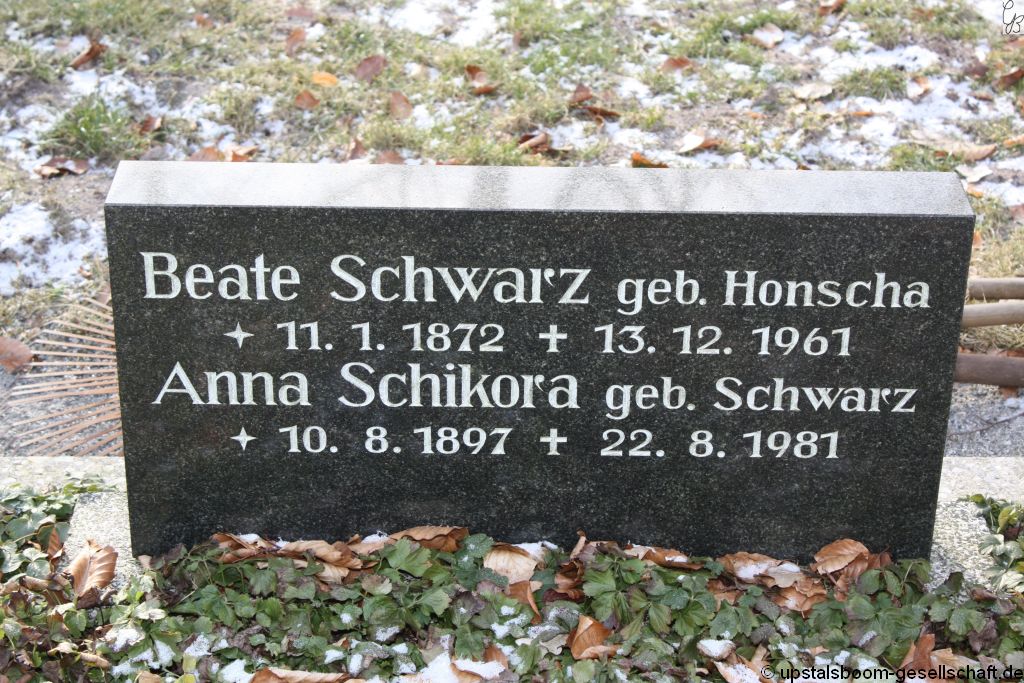 Beate Schwarz geb. Honscha
✦ 11. 1. 1872 ✝ 13. 12. 1961
Anna Schikora geb. Schwarz
✦ 10. 8. 1897 ✝ 22. 8. 1981
© upstalsboom-gesellschaft.de